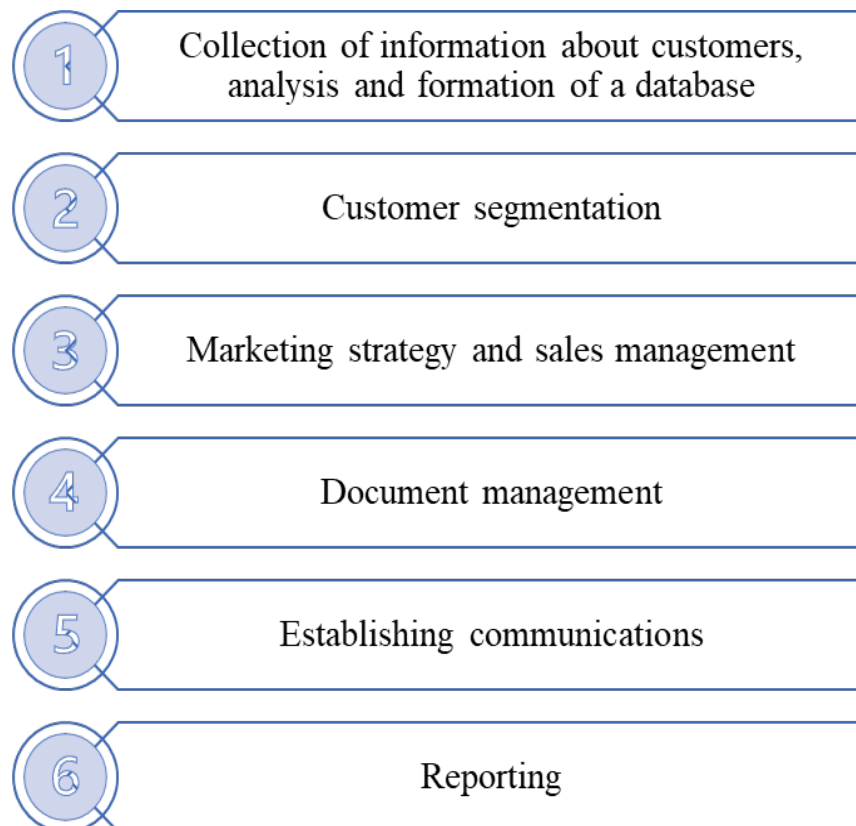 1
Collection of information about customers,
analysis and formation of a database
2
Customer segmentation
3
Marketing strategy and sales management
4
Document management
5
Establishing communications
6
Reporting